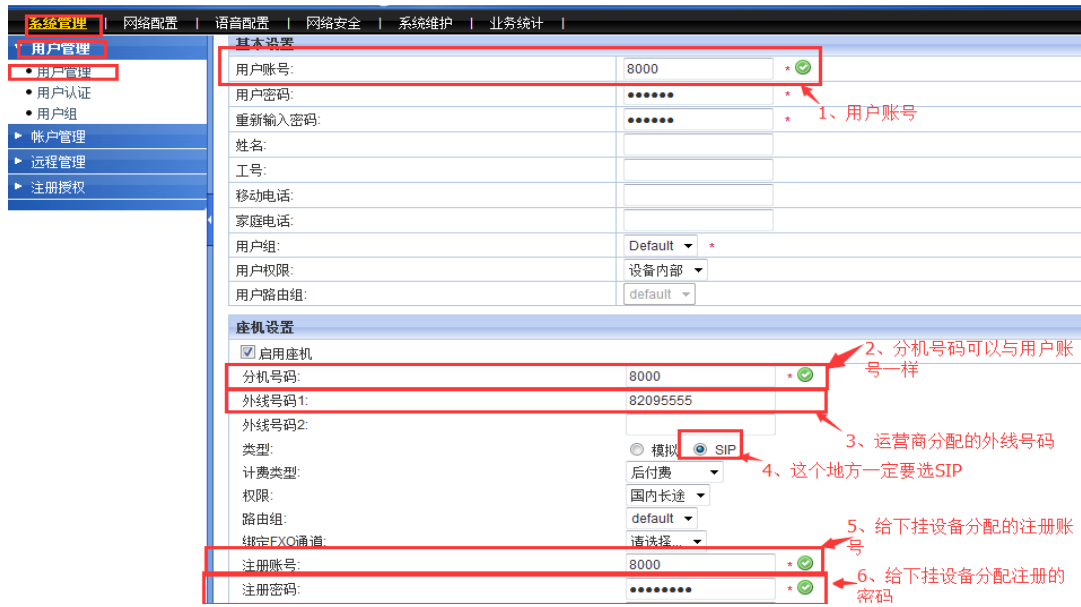 系统管理 | 网络配置 | 语音配置 | 网络安全 | 系统维护 | 业务统计 |
用户管理
用户管理
用户认证
用户组
帐户管理
远程管理
注册授权
基本设置
用户账号: 8000 *
1、用户账号
用户密码: •••••• *
重新输入密码: •••••• *
姓名:
工号:
移动电话:
家庭电话:
用户组: Default *
用户权限: 设备内部
用户路由组: default
座机设置
启用座机
2、分机号码可以与用户账
号一样
分机号码: 8000 *
外线号码1: 82095555
外线号码2:
3、运营商分配的外线号码
类型: 模拟 SIP
4、这个地方一定要选SIP
计费类型: 后付费
权限: 国内长途
路由组: default
绑定FXO通道: 请选择...
5、给下挂设备分配的注册账
号
注册账号: 8000 *
注册密码: •••••••• *
6、给下挂设备分配注册的
密码